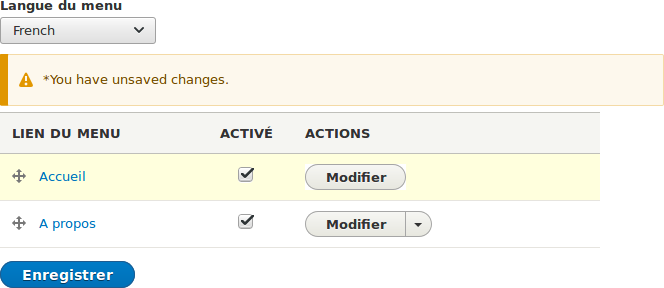 Langue du menu
French
*You have unsaved changes.
LIEN DU MENU ACTIVÉ ACTIONS
Accueil Modifier
A propos Modifier
Enregistrer